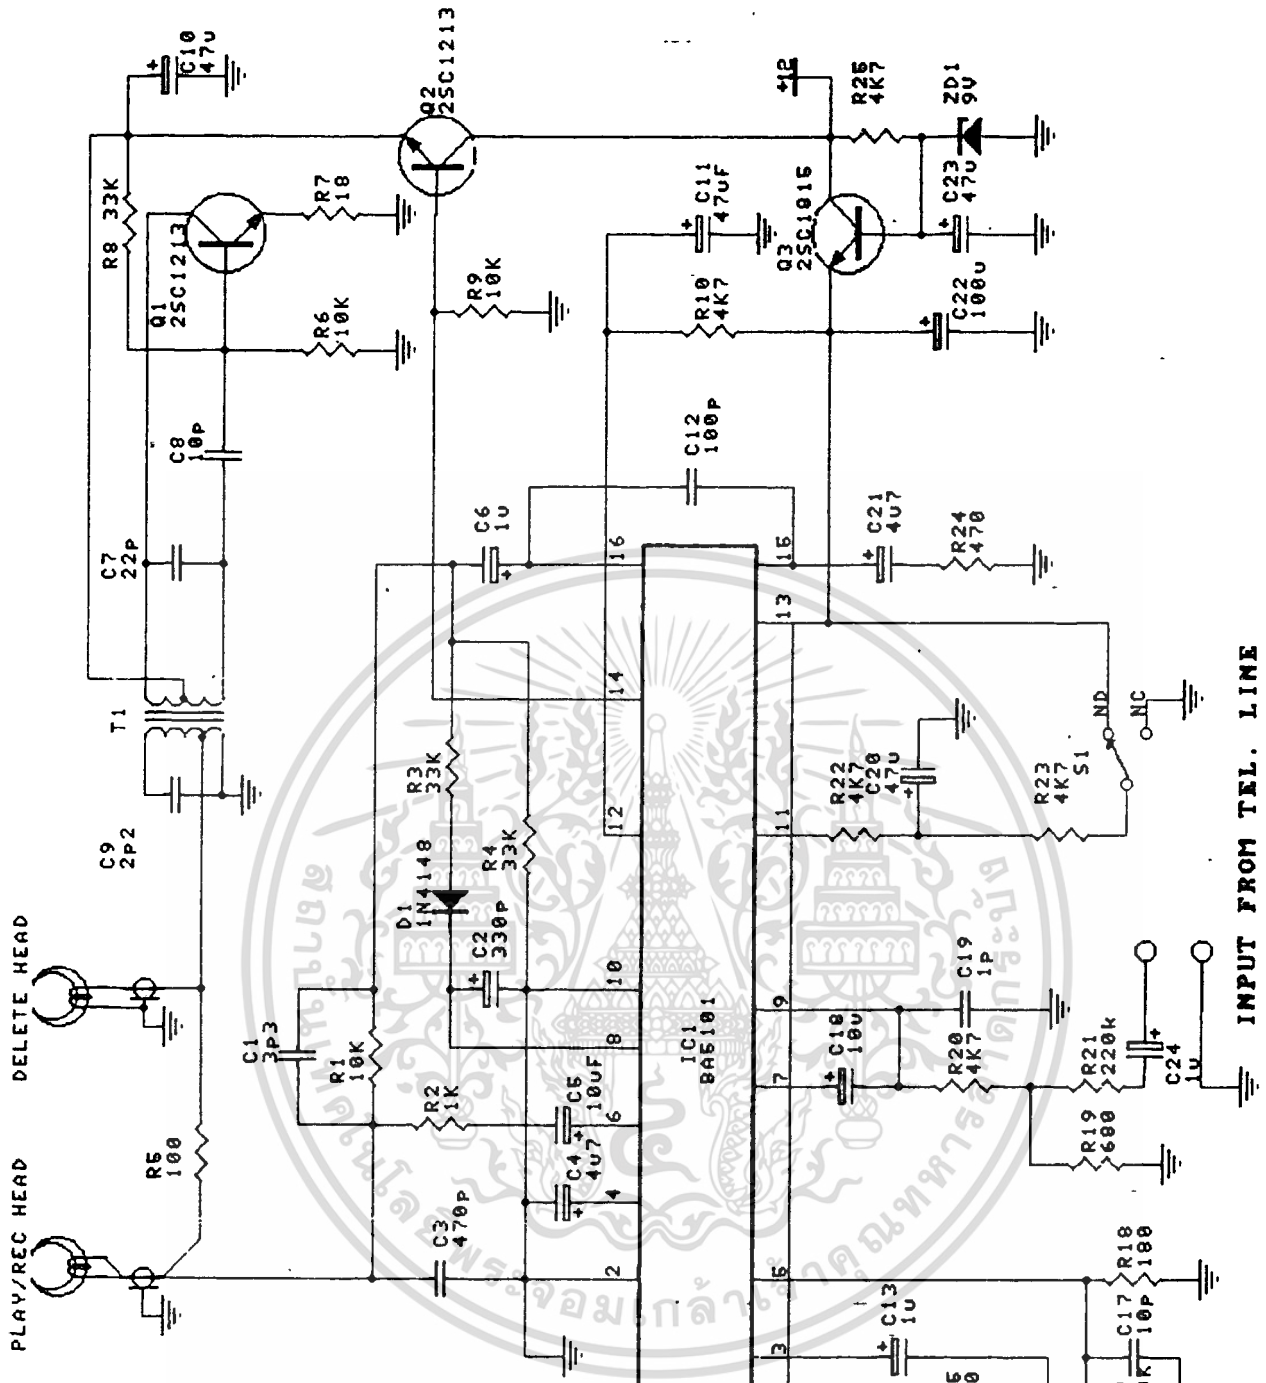 PLAY/REC HEAD
DELETE HEAD
C9
2P2
T1
C7
22P
C8
10P
Q1
2SC1213
R8 33K
C10
47U
R6
10K
R7
18
Q2
2SC1213
R5
100
C1
3P3
R1
10K
R2
1K
C3
470P
C4
4U7
C5
10UF
D1
1N4148
C2
330P
R3
33K
R4
33K
C6
1U
R9
10K
2
4
6
8
10
12
14
16
IC1
BA5101
3
5
7
9
11
13
15
C12
100P
R10
4K7
C11
47UF
Q3
2SC1815
+12
R25
4K7
ZD1
9V
C23
47U
C22
100U
C21
4U7
R24
470
R22
4K7
C20
47U
R23
4K7
S1
NO
NC
C18
10U
C19
1P
R20
4K7
R21
220K
R19
680
C24
1U
C13
1U
R18
180
C17
10P
INPUT FROM TEL. LINE